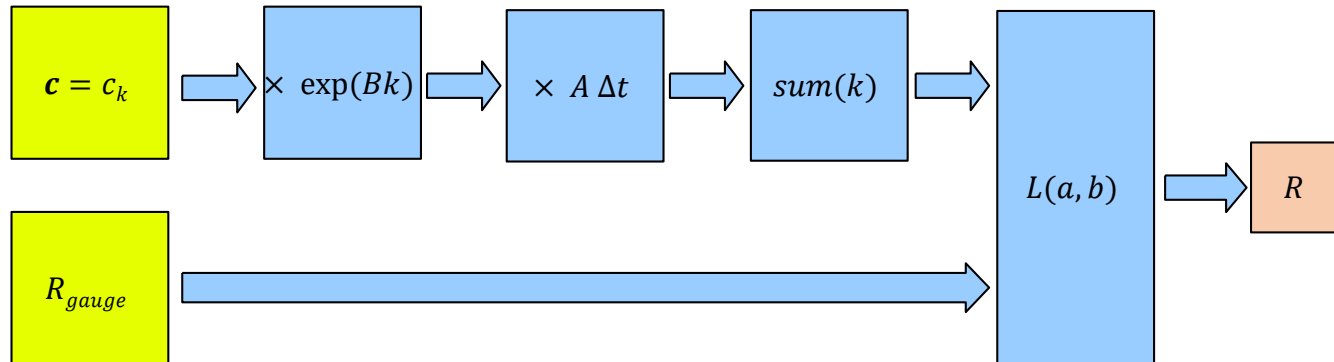 𝒄 = c_k
× exp(Bk)
× A Δt
sum(k)
L(a, b)
R
R_gauge